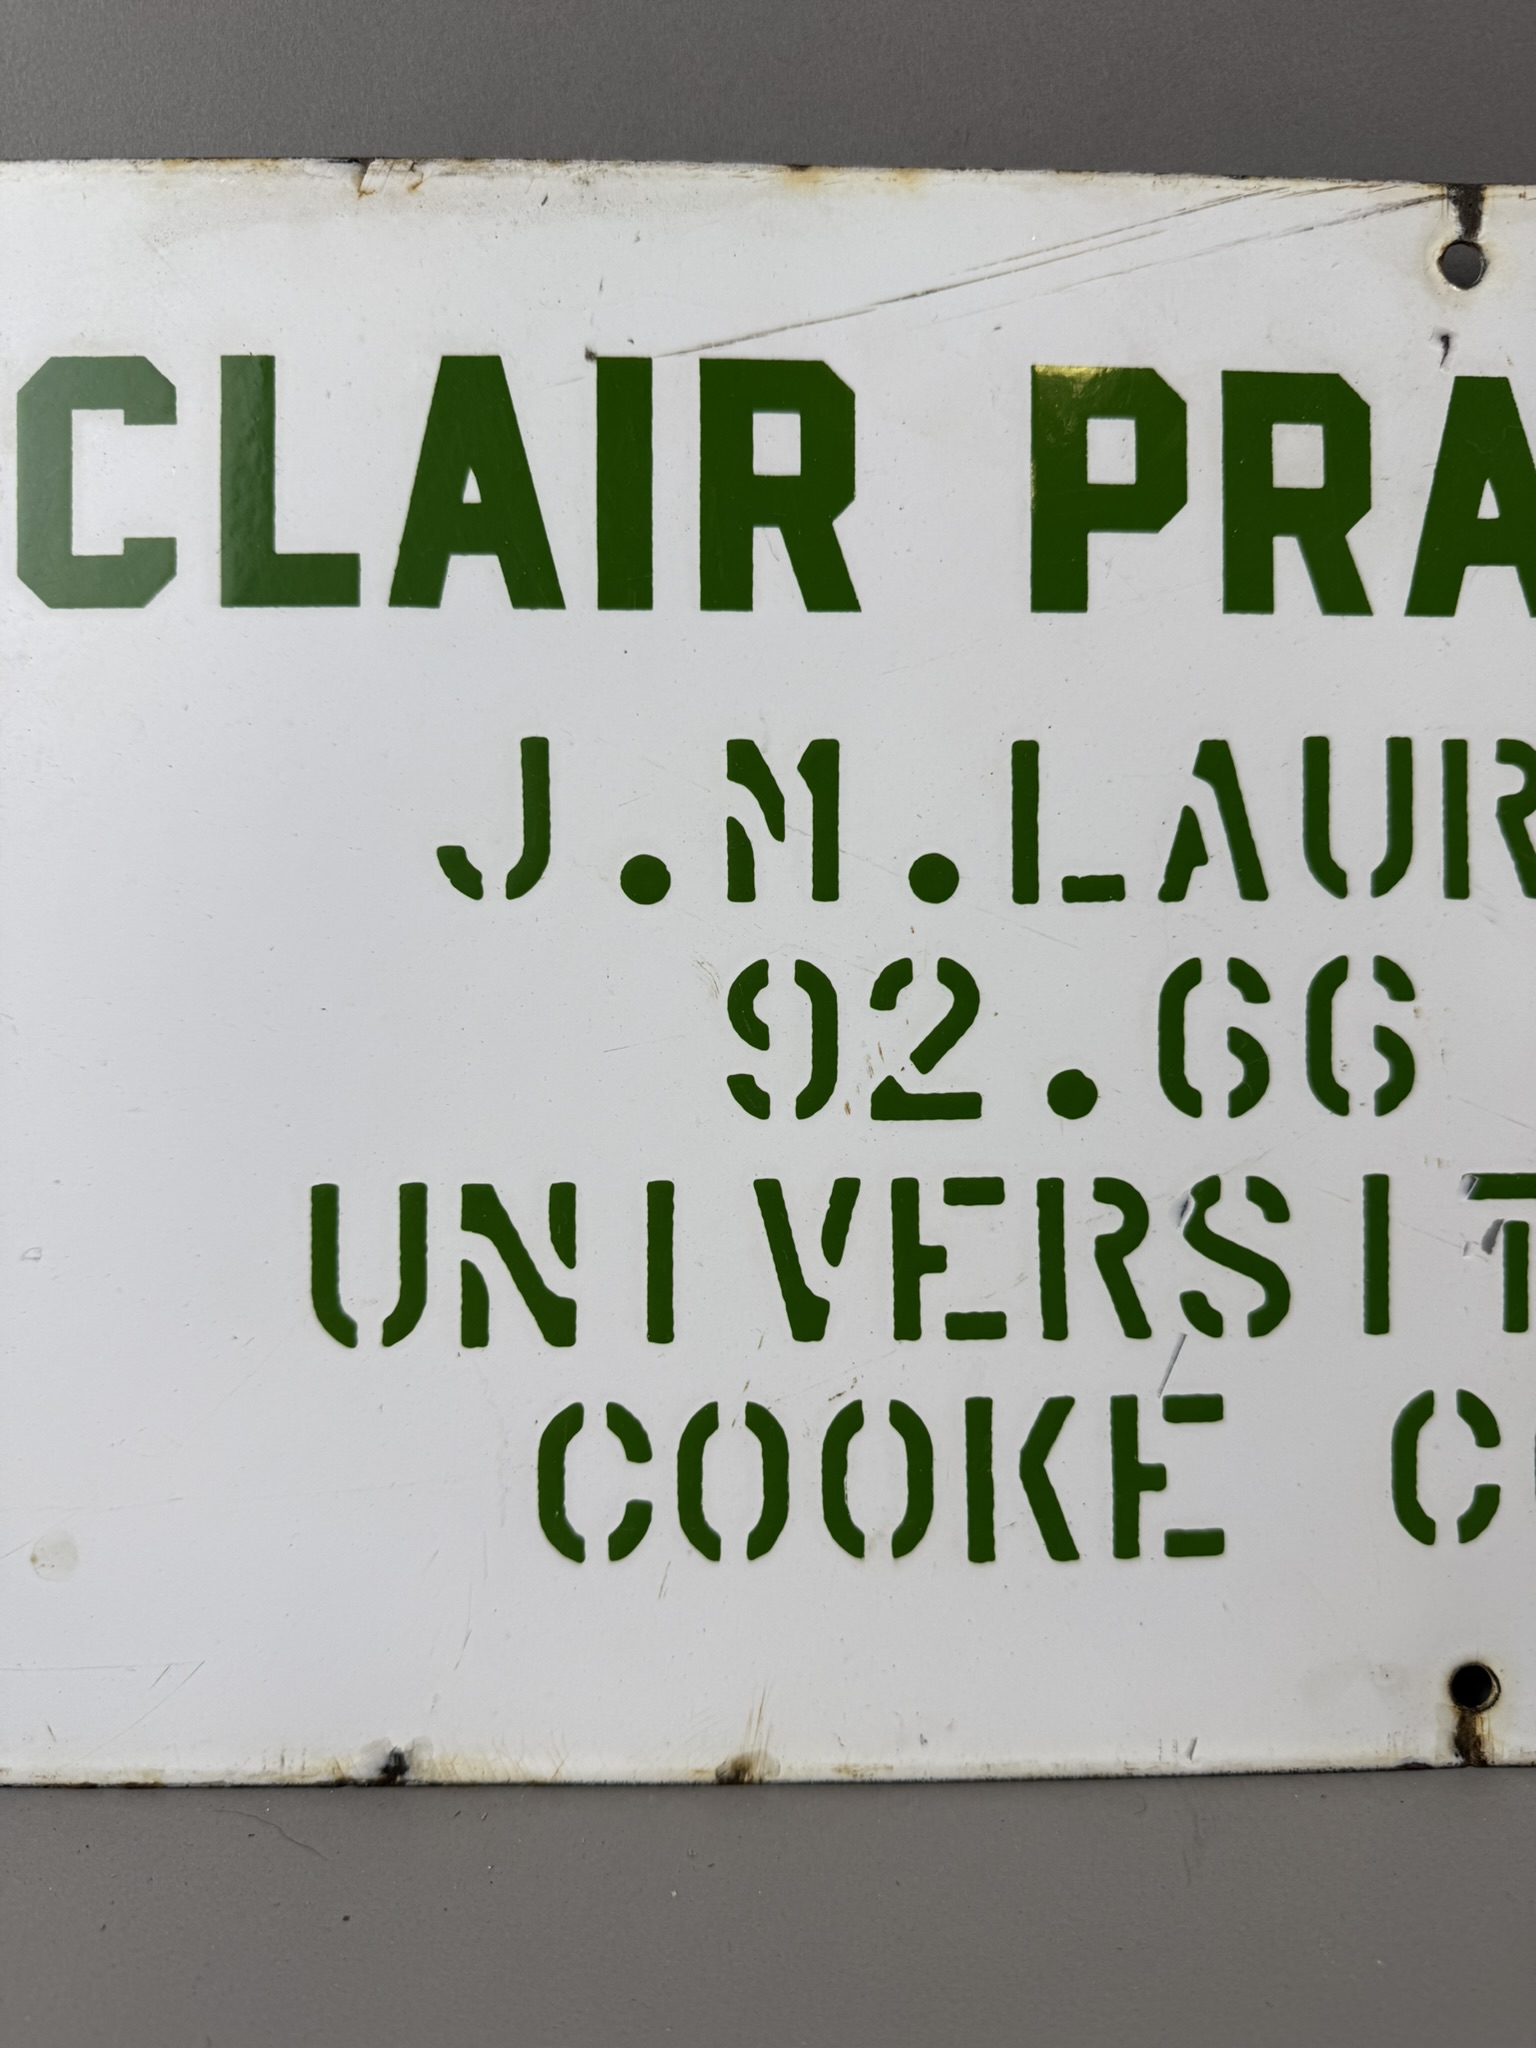 CLAIR PRA
J.M.LAUR
92.66
UNIVERSIT
COOKE C